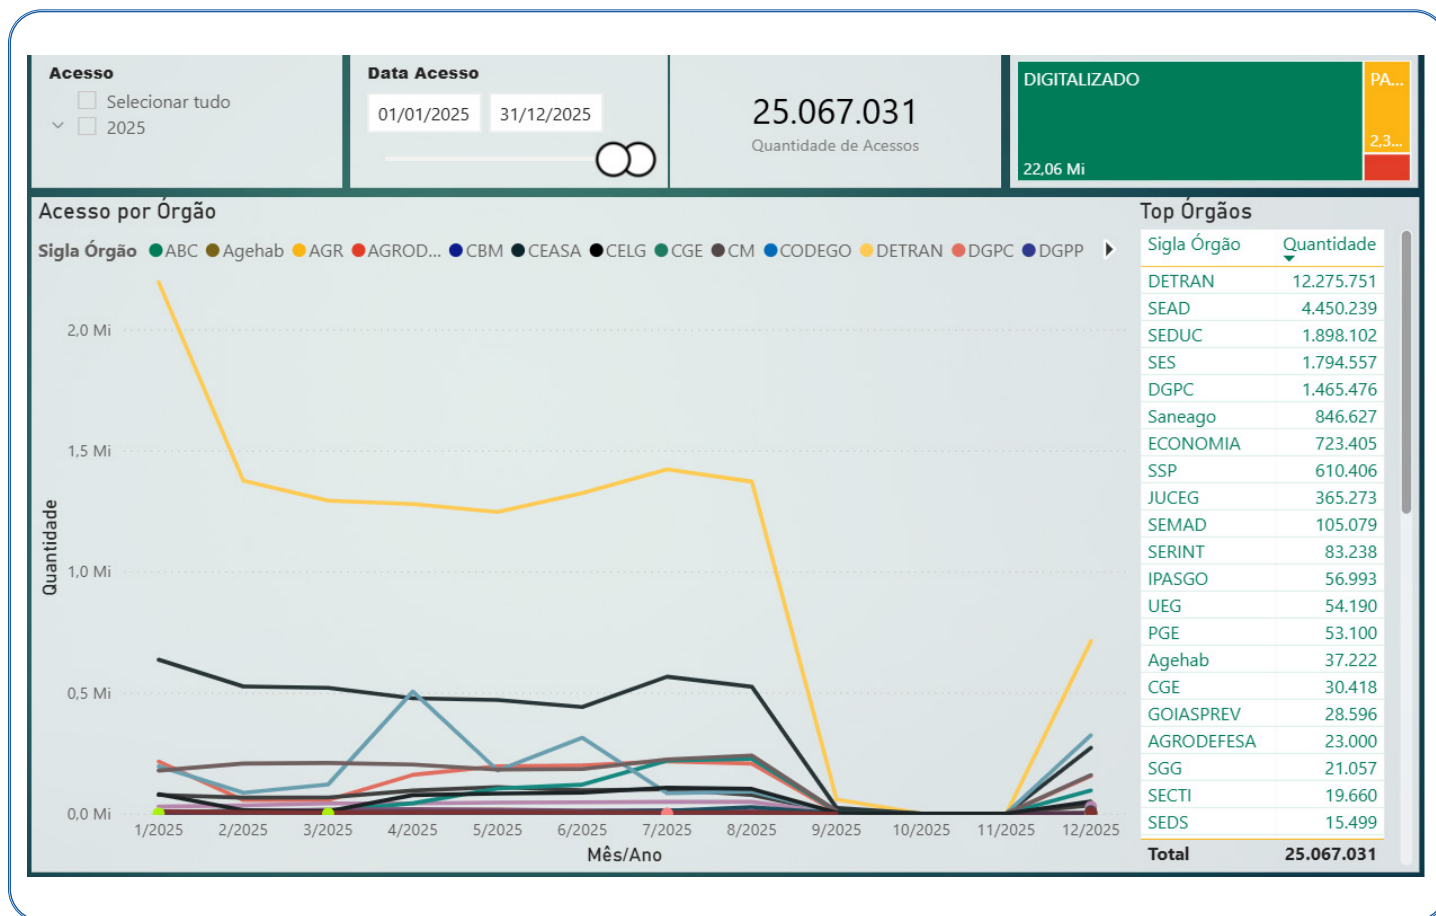 Acesso
Selecionar tudo
2025
Data Acesso
01/01/2025 31/12/2025
25.067.031
Quantidade de Acessos
DIGITALIZADO
22,06 Mi
PA...
2,3...
Acesso por Órgão
Sigla Órgão ABC Agehab AGR AGROD... CBM CEASA CELG CGE CM CODEGO DETRAN DGPC DGPP
Quantidade
2,0 Mi
1,5 Mi
1,0 Mi
0,5 Mi
0,0 Mi
1/2025 2/2025 3/2025 4/2025 5/2025 6/2025 7/2025 8/2025 9/2025 10/2025 11/2025 12/2025
Mês/Ano
Top Órgãos
Sigla Órgão Quantidade
DETRAN 12.275.751
SEAD 4.450.239
SEDUC 1.898.102
SES 1.794.557
DGPC 1.465.476
Saneago 846.627
ECONOMIA 723.405
SSP 610.406
JUCEG 365.273
SEMAD 105.079
SERINT 83.238
IPASGO 56.993
UEG 54.190
PGE 53.100
Agehab 37.222
CGE 30.418
GOIASPREV 28.596
AGRODEFESA 23.000
SGG 21.057
SECTI 19.660
SEDS 15.499
Total 25.067.031